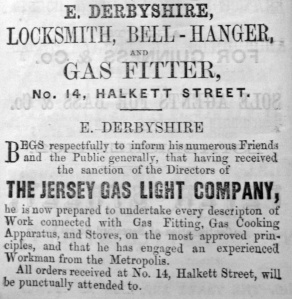 E. DERBYSHIRE,
LOCKSMITH, BELL-HANGER,
AND
GAS FITTER,
No. 14, HALKETT STREET.
E. DERBYSHIRE
BEGS respectfully to inform his numerous Friends
and the Public generally, that having received
the sanction of the Directors of
THE JERSEY GAS LIGHT COMPANY,
he is now prepared to undertake every descripton of
Work connected with Gas Fitting, Gas Cooking
Apparatus, and Stoves, on the most approved prin-
ciples, and that he has engaged an experienced
Workman from the Metropolis.
All orders received at No. 14, Halkett Street, will
be punctually attended to.